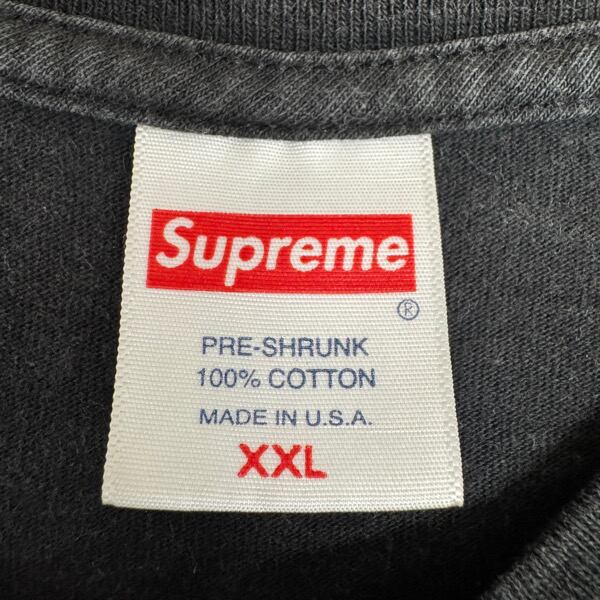 Supreme
®
PRE-SHRUNK
100% COTTON
MADE IN U.S.A.
XXL